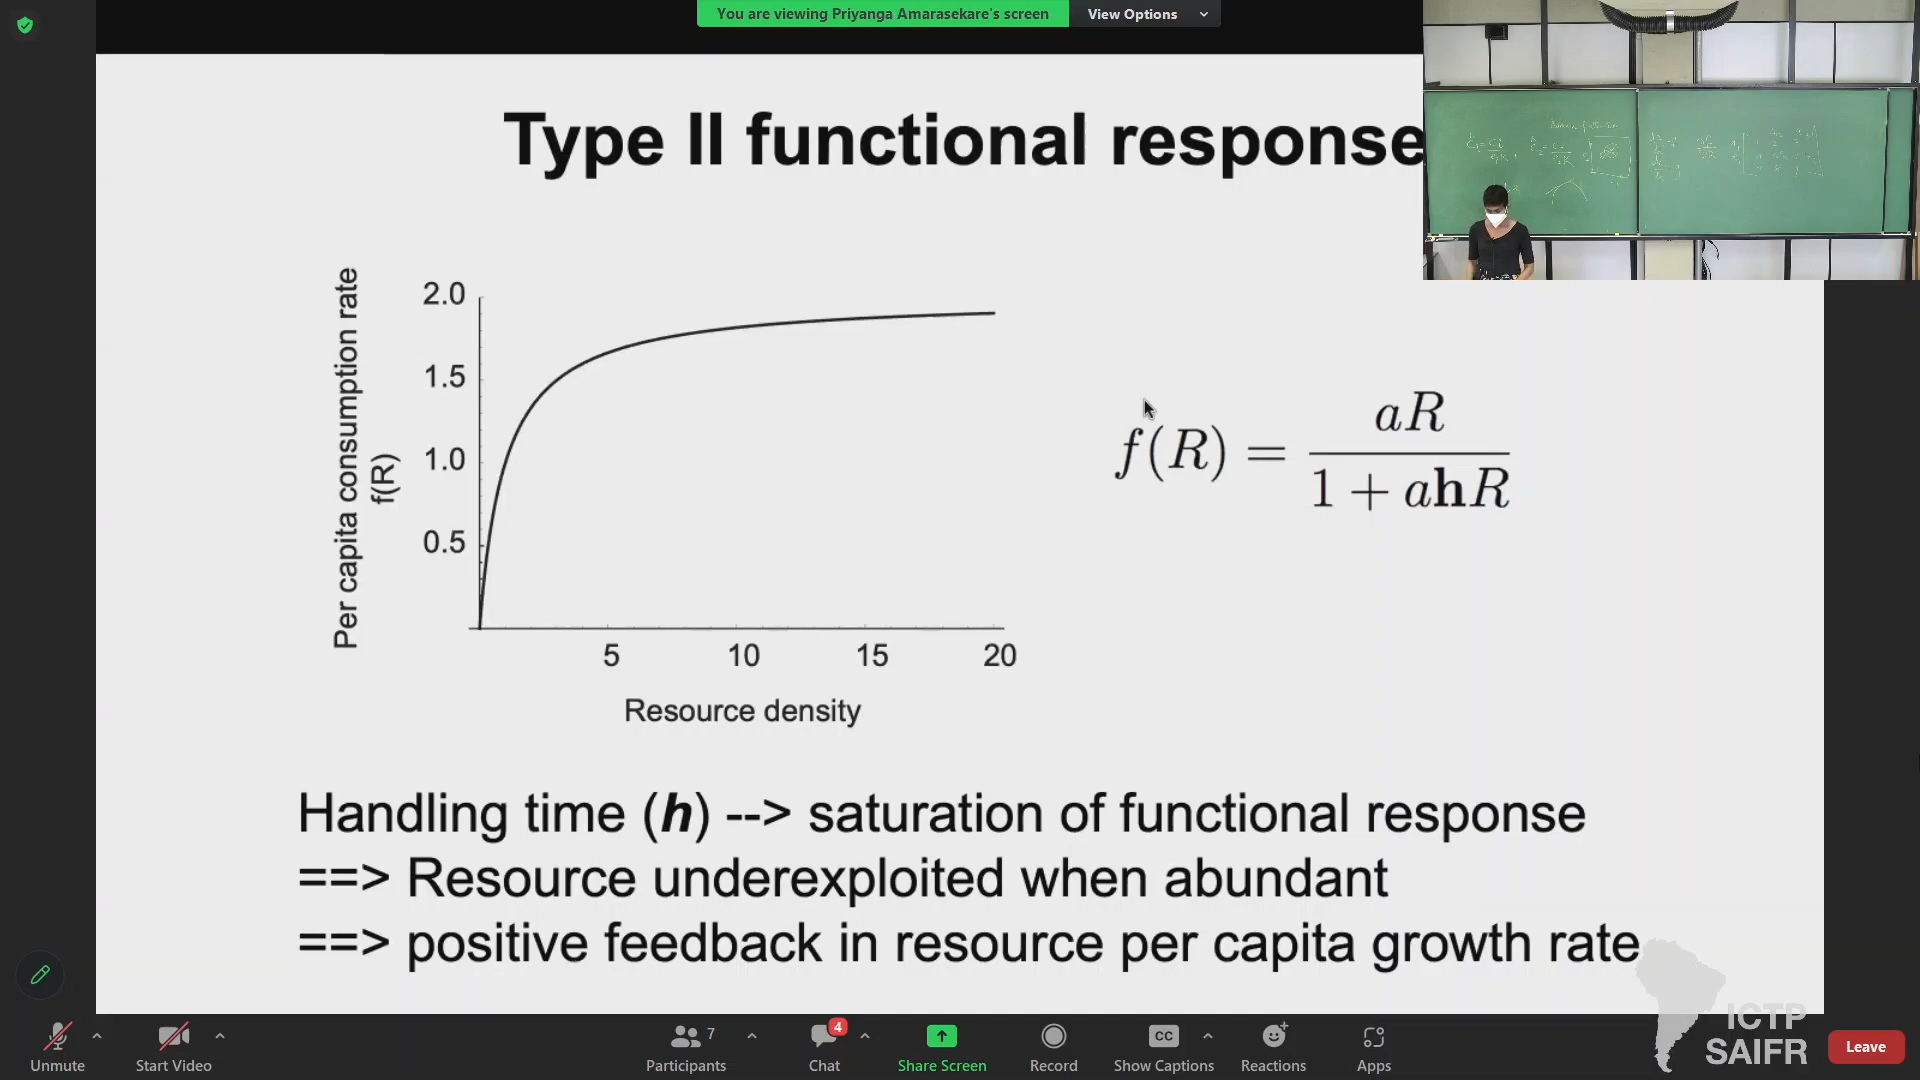 You are viewing Priyanga Amarasekare's screen
View Options
Type II functional response
Per capita consumption rate
f(R)
2.0
1.5
1.0
0.5
5 10 15 20
Resource density
f(R) = aR / 1 + ahR
Handling time (h) --> saturation of functional response
==> Resource underexploited when abundant
==> positive feedback in resource per capita growth rate
ICTP
SAIFR
Unmute
Start Video
Participants 7
Chat 4
Share Screen
Record
CC
Show Captions
Reactions
Apps
Leave